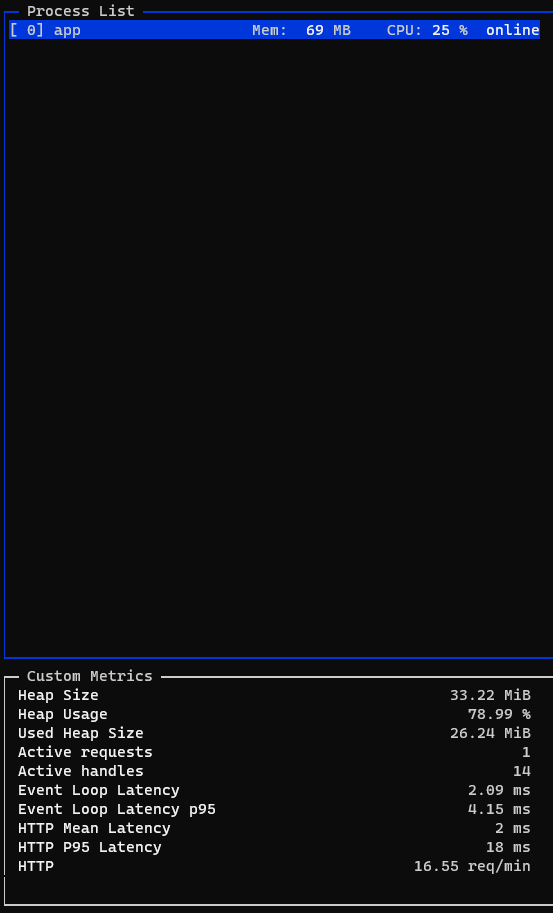 Process List
[ 0] app Mem: 69 MB CPU: 25 % online
Custom Metrics
Heap Size 33.22 MiB
Heap Usage 78.99 %
Used Heap Size 26.24 MiB
Active requests 1
Active handles 14
Event Loop Latency 2.09 ms
Event Loop Latency p95 4.15 ms
HTTP Mean Latency 2 ms
HTTP P95 Latency 18 ms
HTTP 16.55 req/min